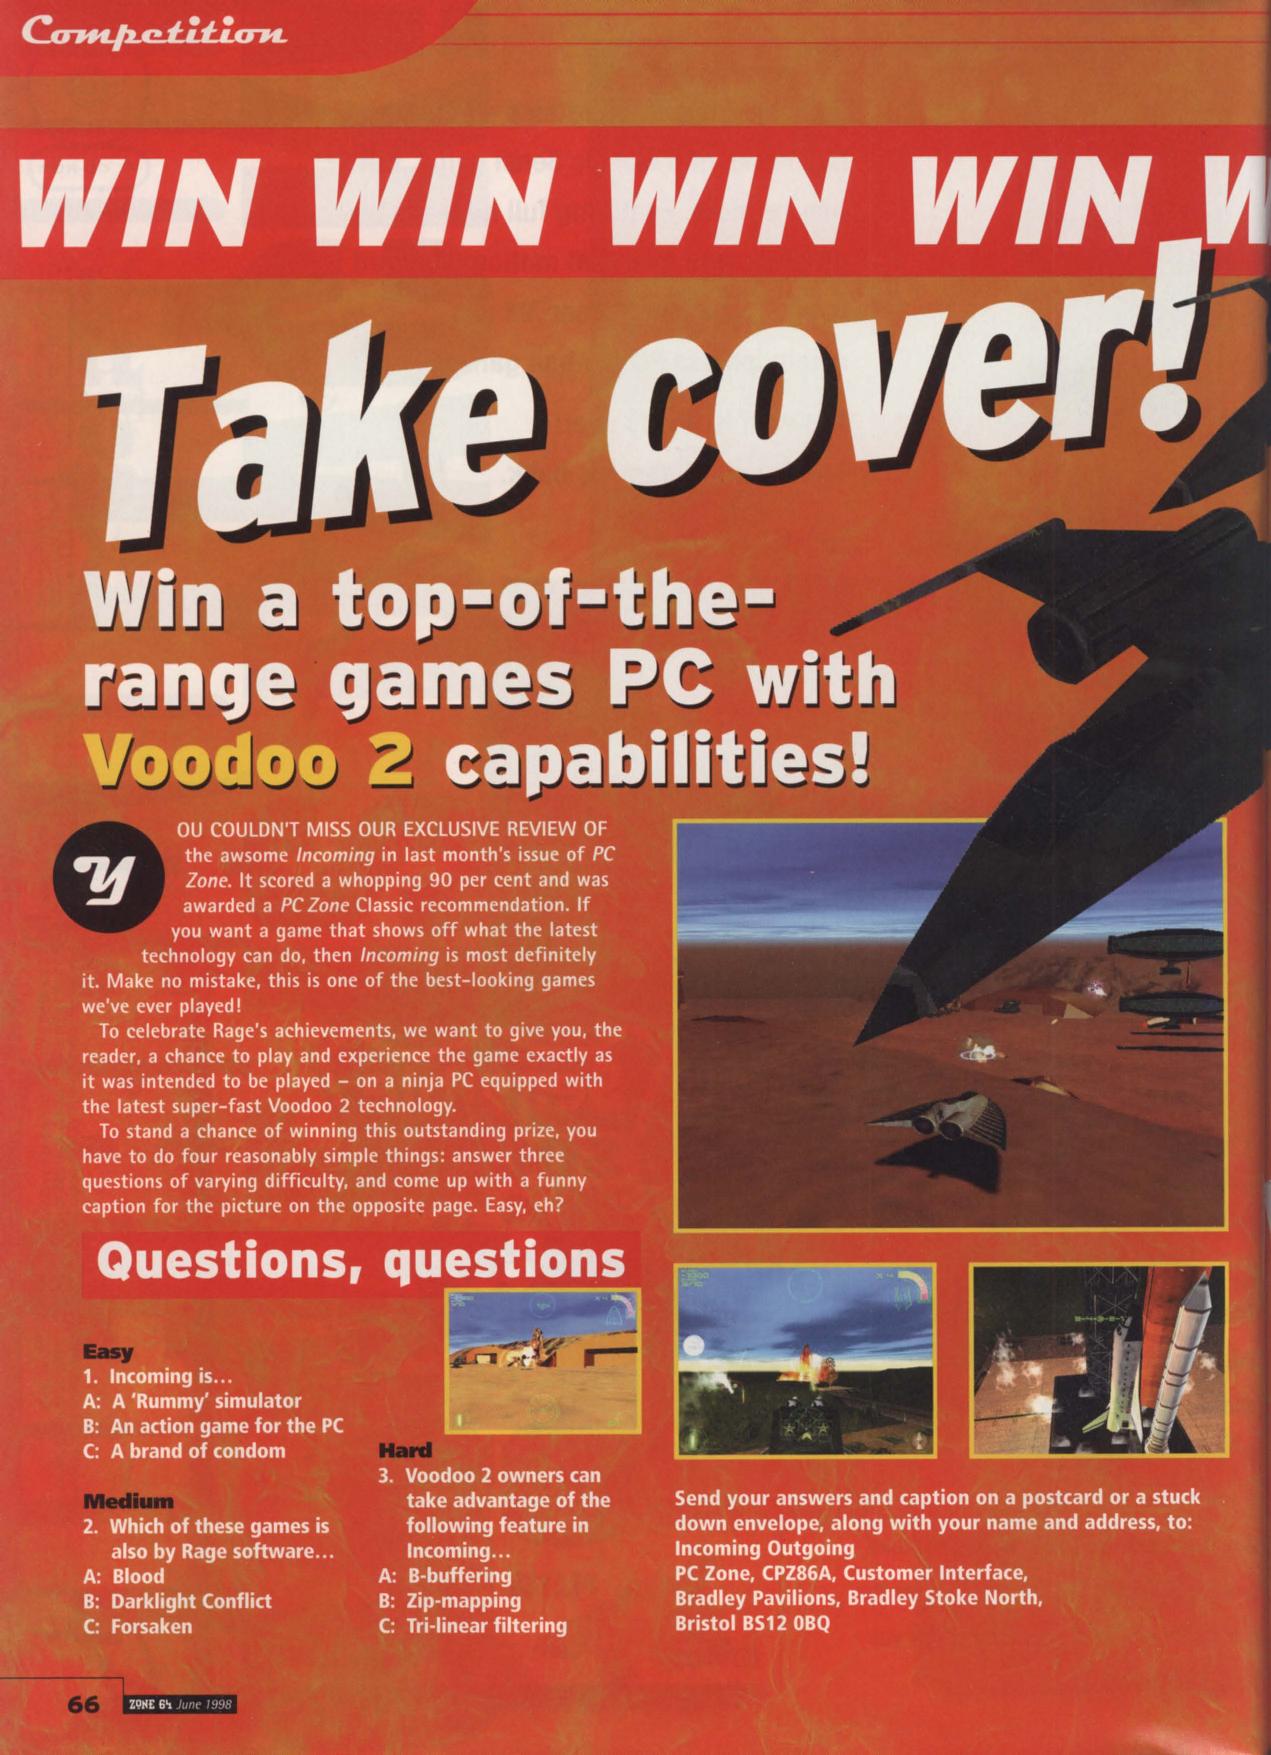 Competition
WIN WIN WIN WIN W
Take cover!
Win a top-of-the-
range games PC with
Voodoo 2 capabilities!
YOU COULDN'T MISS OUR EXCLUSIVE REVIEW OF
the awsome Incoming in last month's issue of PC
Zone. It scored a whopping 90 per cent and was
awarded a PC Zone Classic recommendation. If
you want a game that shows off what the latest
technology can do, then Incoming is most definitely
it. Make no mistake, this is one of the best-looking games
we've ever played!
To celebrate Rage's achievements, we want to give you, the
reader, a chance to play and experience the game exactly as
it was intended to be played – on a ninja PC equipped with
the latest super-fast Voodoo 2 technology.
To stand a chance of winning this outstanding prize, you
have to do four reasonably simple things: answer three
questions of varying difficulty, and come up with a funny
caption for the picture on the opposite page. Easy, eh?
Questions, questions
Easy
1. Incoming is...
A: A 'Rummy' simulator
B: An action game for the PC
C: A brand of condom
Medium
2. Which of these games is
also by Rage software...
A: Blood
B: Darklight Conflict
C: Forsaken
Hard
3. Voodoo 2 owners can
take advantage of the
following feature in
Incoming...
A: B-buffering
B: Zip-mapping
C: Tri-linear filtering
Send your answers and caption on a postcard or a stuck
down envelope, along with your name and address, to:
Incoming Outgoing
PC Zone, CPZ86A, Customer Interface,
Bradley Pavilions, Bradley Stoke North,
Bristol BS12 0BQ
66 ZONE 64 June 1998